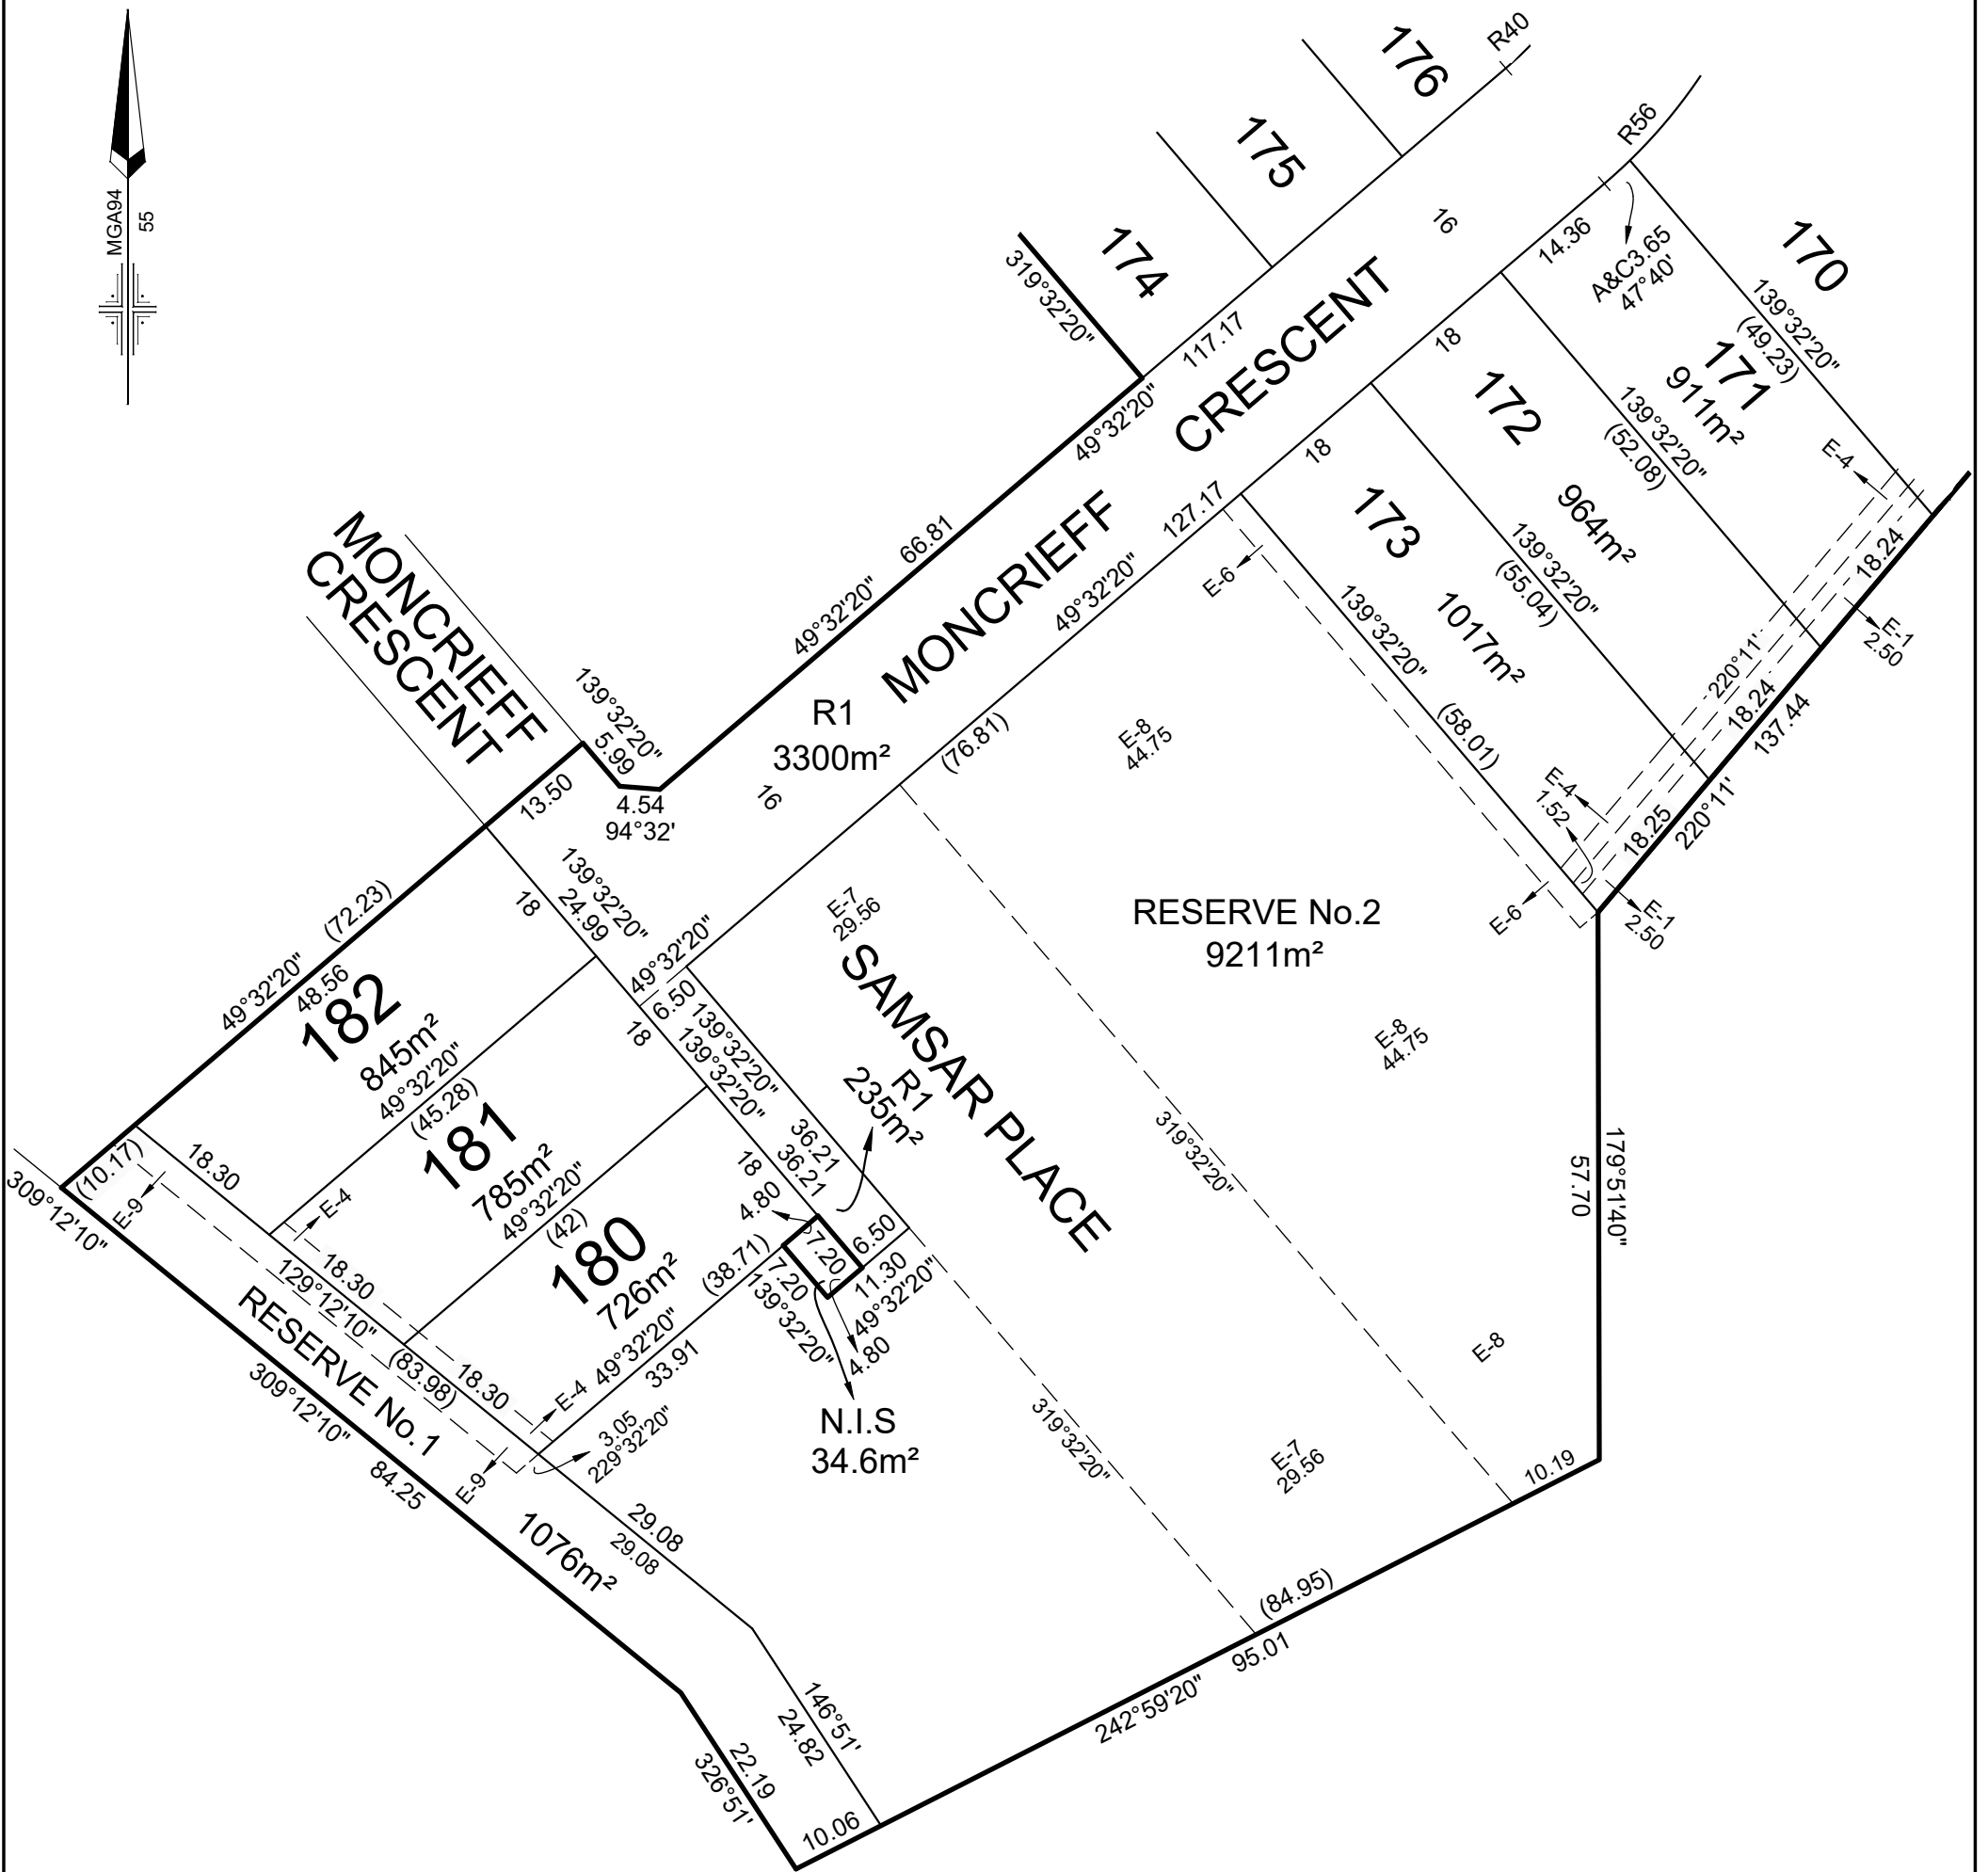 MGA94
55
R40
176
175
174
R56
170
16
14.36
A&C3.65
47°40'
319°32'20"
117.17
CRESCENT
49°32'20"
139°32'20"
(49.23)
171
911m²
18
172
964m²
139°32'20"
(52.08)
E-4
18
173
1017m²
139°32'20"
(55.04)
18.24
E-1
2.50
220°11'
18.24
137.44
127.17
E-6
66.81
49°32'20"
MONCRIEFF
49°32'20"
139°32'20"
(58.01)
E-4
1.52
18.25
220°11'
E-6
E-1
2.50
MONCRIEFF
CRESCENT
139°32'20"
5.99
R1
3300m²
16
(76.81)
E-8
44.75
13.50
4.54
94°32'
139°32'20"
24.99
18
(72.23)
49°32'20"
48.56
182
845m²
49°32'20"
(45.28)
49°32'20"
6.50
E-7
29.56
SAMSAR PLACE
RESERVE No.2
9211m²
E-8
44.75
18
139°32'20"
139°32'20"
R1
235m²
36.21
36.21
181
785m²
49°32'20"
(42)
18
4.80
319°32'20"
179°51'40"
57.70
(10.17)
18.30
309°12'10"
E-9
E-4
18.30
129°12'10"
180
726m²
(38.71)
7.20
6.50
7.20
139°32'20"
11.30
49°32'20"
4.80
RESERVE No.1
(83.98)
18.30
49°32'20"
33.91
E-4
309°12'10"
84.25
3.05
229°32'20"
E-9
N.I.S
34.6m²
E-8
319°32'20"
E-7
29.56
10.19
1076m²
29.08
29.08
(84.95)
95.01
242°59'20"
146°51'
24.82
22.19
326°51'
10.06